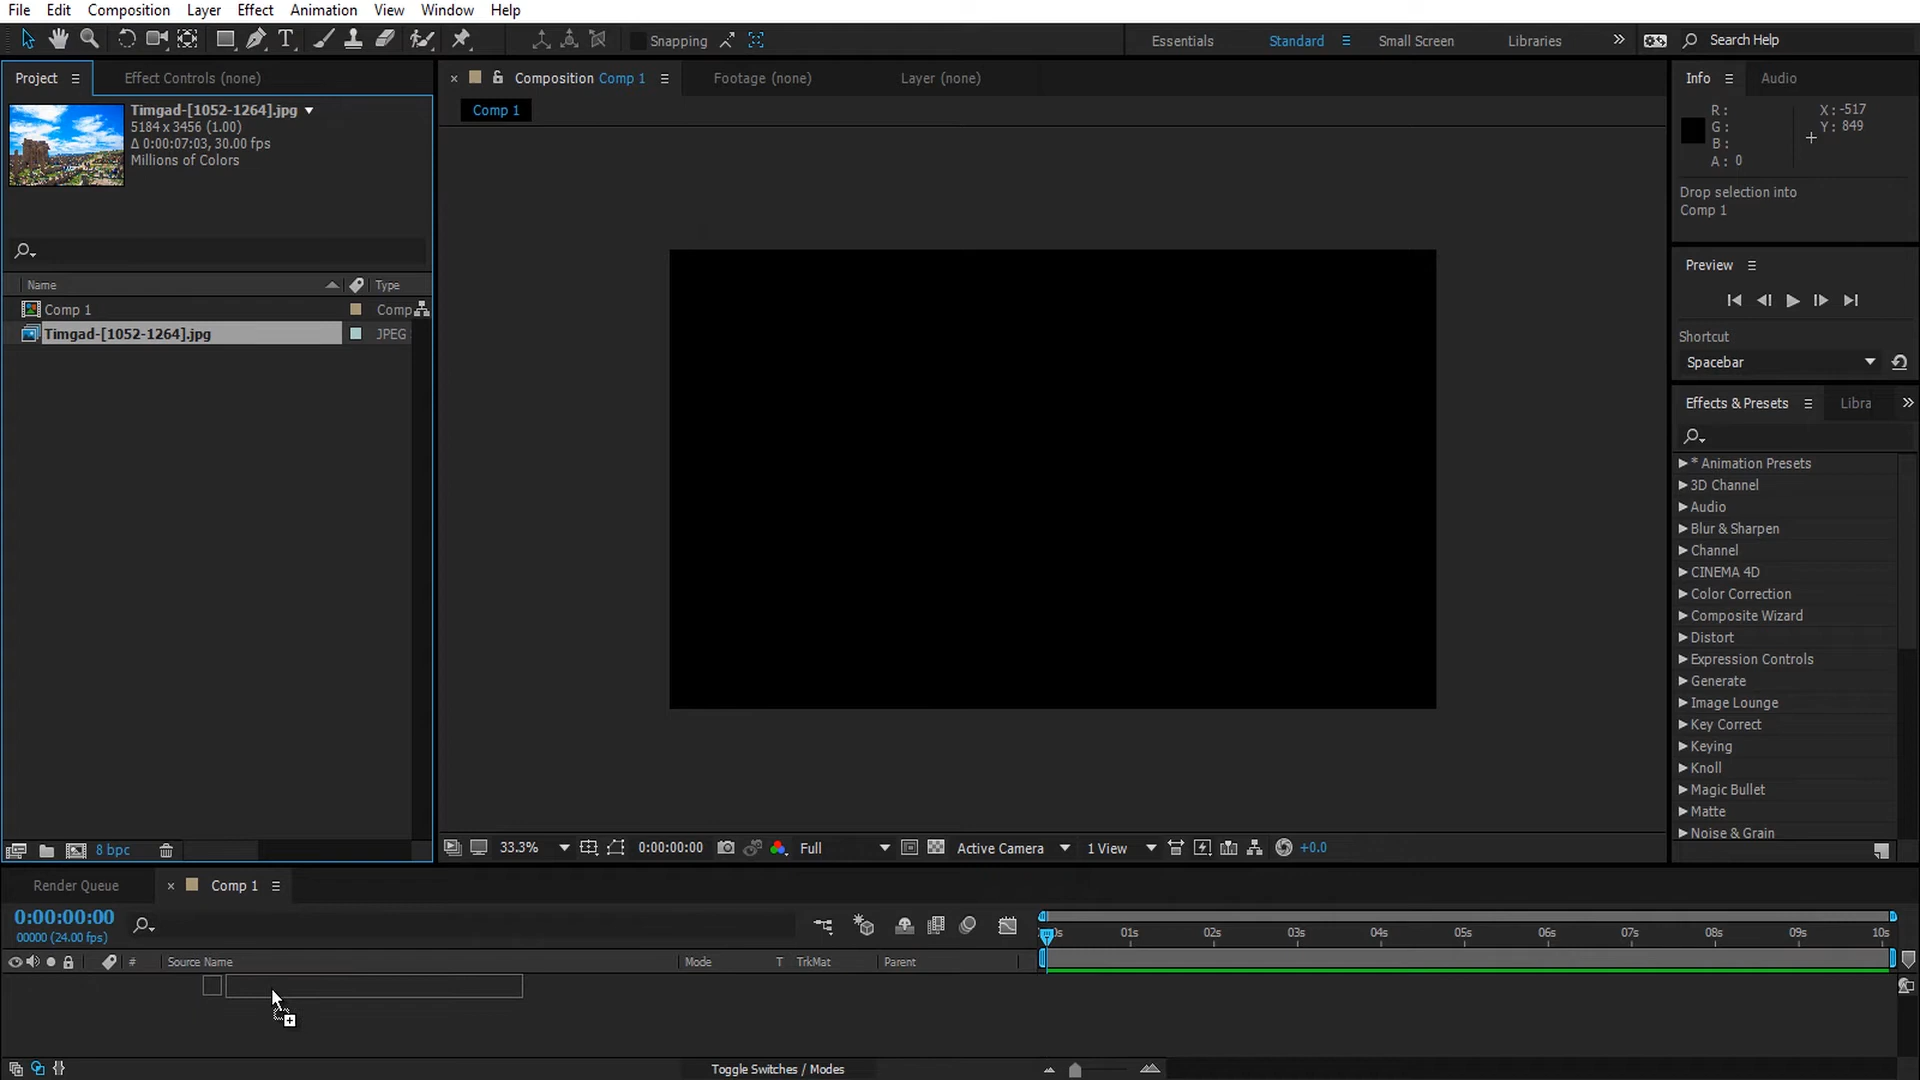 File Edit Composition Layer Effect Animation View Window Help
Snapping
Essentials Standard Small Screen Libraries Search Help
Project Effect Controls (none)
Composition Comp 1 Footage (none) Layer (none)
Info Audio
Timgad-[1052-1264].jpg
5184 x 3456 (1.00)
Δ 0:00:07:03, 30.00 fps
Millions of Colors
Comp 1
R:
G:
B:
A: 0
X: -517
Y: 849
Drop selection into
Comp 1
Preview
Shortcut
Spacebar
Name Type
Comp 1 Comp
Timgad-[1052-1264].jpg JPEG
Effects & Presets Libra
* Animation Presets
3D Channel
Audio
Blur & Sharpen
Channel
CINEMA 4D
Color Correction
Composite Wizard
Distort
Expression Controls
Generate
Image Lounge
Key Correct
Keying
Knoll
Magic Bullet
Matte
Noise & Grain
8 bpc
33.3% 0:00:00:00 Full Active Camera 1 View +0.0
Render Queue Comp 1
0:00:00:00
00000 (24.00 fps)
0s 01s 02s 03s 04s 05s 06s 07s 08s 09s 10s
# Source Name Mode T TrkMat Parent
Toggle Switches / Modes